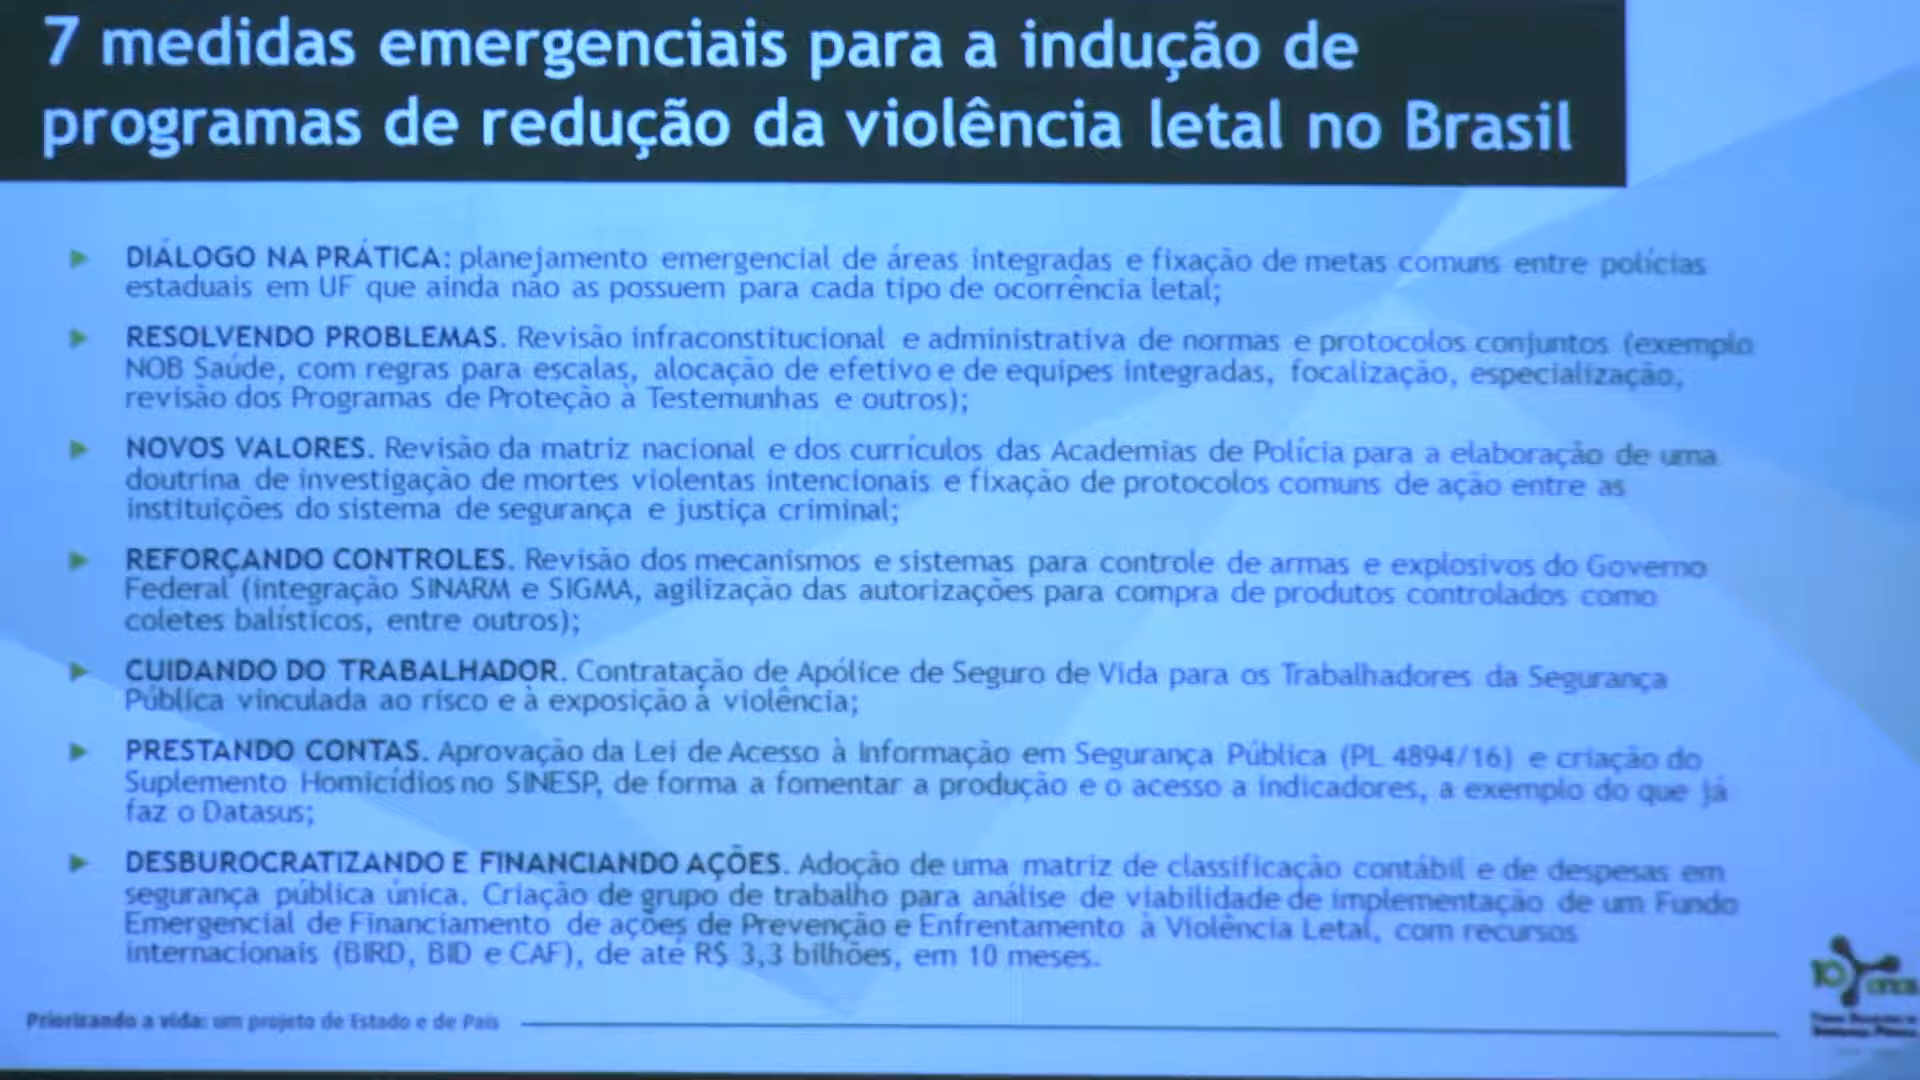 7 medidas emergenciais para a indução de
programas de redução da violência letal no Brasil
DIÁLOGO NA PRÁTICA: planejamento emergencial de áreas integradas e fixação de metas comuns entre polícias
estaduais em UF que ainda não as possuem para cada tipo de ocorrência letal;
RESOLVENDO PROBLEMAS. Revisão infraconstitucional e administrativa de normas e protocolos conjuntos (exemplo
NOB Saúde, com regras para escalas, alocação de efetivo e de equipes integradas, focalização, especialização,
revisão dos Programas de Proteção à Testemunhas e outros);
NOVOS VALORES. Revisão da matriz nacional e dos currículos das Academias de Polícia para a elaboração de uma
doutrina de investigação de mortes violentas intencionais e fixação de protocolos comuns de ação entre as
instituições do sistema de segurança e justiça criminal;
REFORÇANDO CONTROLES. Revisão dos mecanismos e sistemas para controle de armas e explosivos do Governo
Federal (integração SINARM e SIGMA, agilização das autorizações para compra de produtos controlados como
coletes balísticos, entre outros);
CUIDANDO DO TRABALHADOR. Contratação de Apólice de Seguro de Vida para os Trabalhadores da Segurança
Pública vinculada ao risco e à exposição à violência;
PRESTANDO CONTAS. Aprovação da Lei de Acesso à Informação em Segurança Pública (PL 4894/16) e criação do
Suplemento Homicídios no SINESP, de forma a fomentar a produção e o acesso a indicadores, a exemplo do que já
faz o Datasus;
DESBUROCRATIZANDO E FINANCIANDO AÇÕES. Adoção de uma matriz de classificação contábil e de despesas em
segurança pública única. Criação de grupo de trabalho para análise de viabilidade de implementação de um Fundo
Emergencial de Financiamento de ações de Prevenção e Enfrentamento à Violência Letal, com recursos
internacionais (BIRD, BID e CAF), de até R$ 3,3 bilhões, em 10 meses.
Priorizando a vida: um projeto de Estado e de País
10 anos